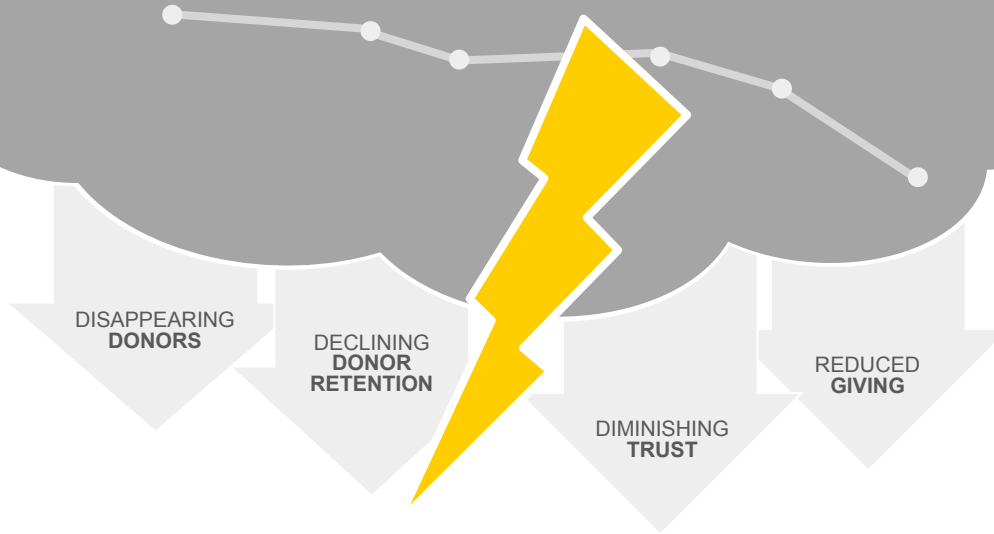 DISAPPEARING
DONORS
DECLINING
DONOR
RETENTION
DIMINISHING
TRUST
REDUCED
GIVING